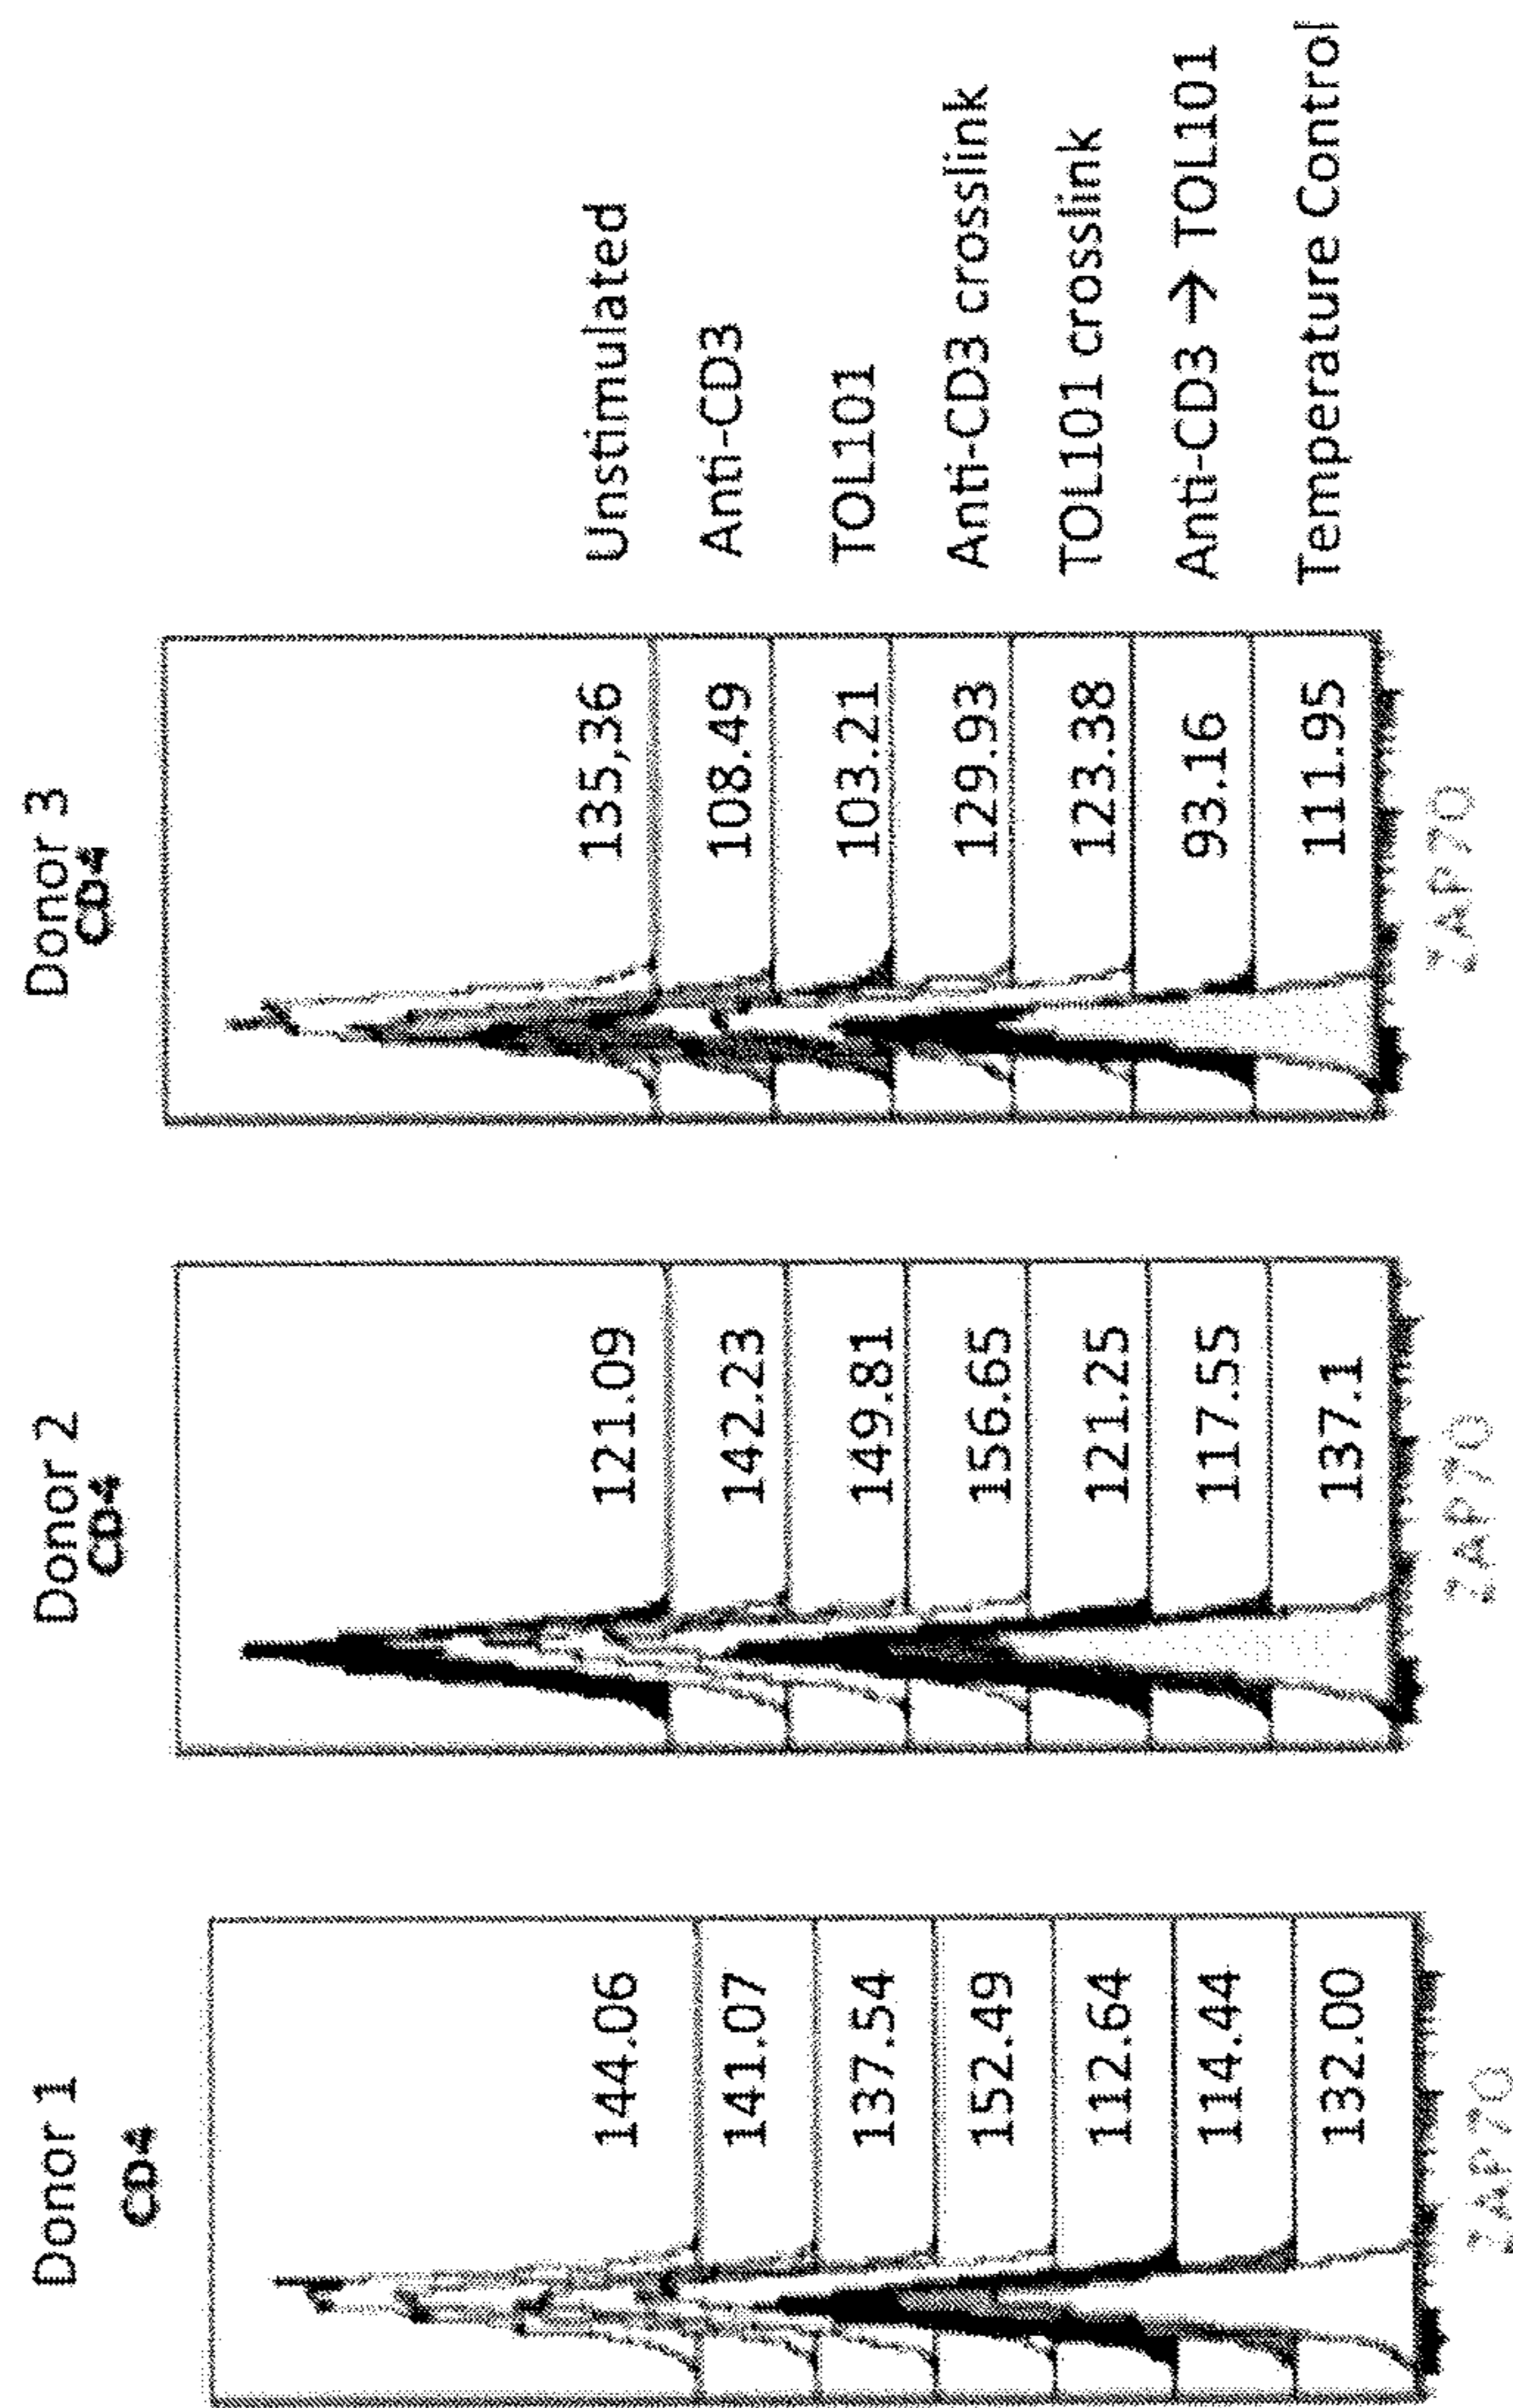 Donor 1
CD4
144.06
141.07
137.54
152.49
112.64
114.44
132.00
ZAP70
Donor 2
CD4
121.09
142.23
149.81
156.65
121.25
117.55
137.1
ZAP70
Donor 3
CD4
135,36
108.49
103.21
129.93
123.38
93.16
111.95
ZAP70
Unstimulated
Anti-CD3
TOL101
Anti-CD3 crosslink
TOL101 crosslink
Anti-CD3 → TOL101
Temperature Control